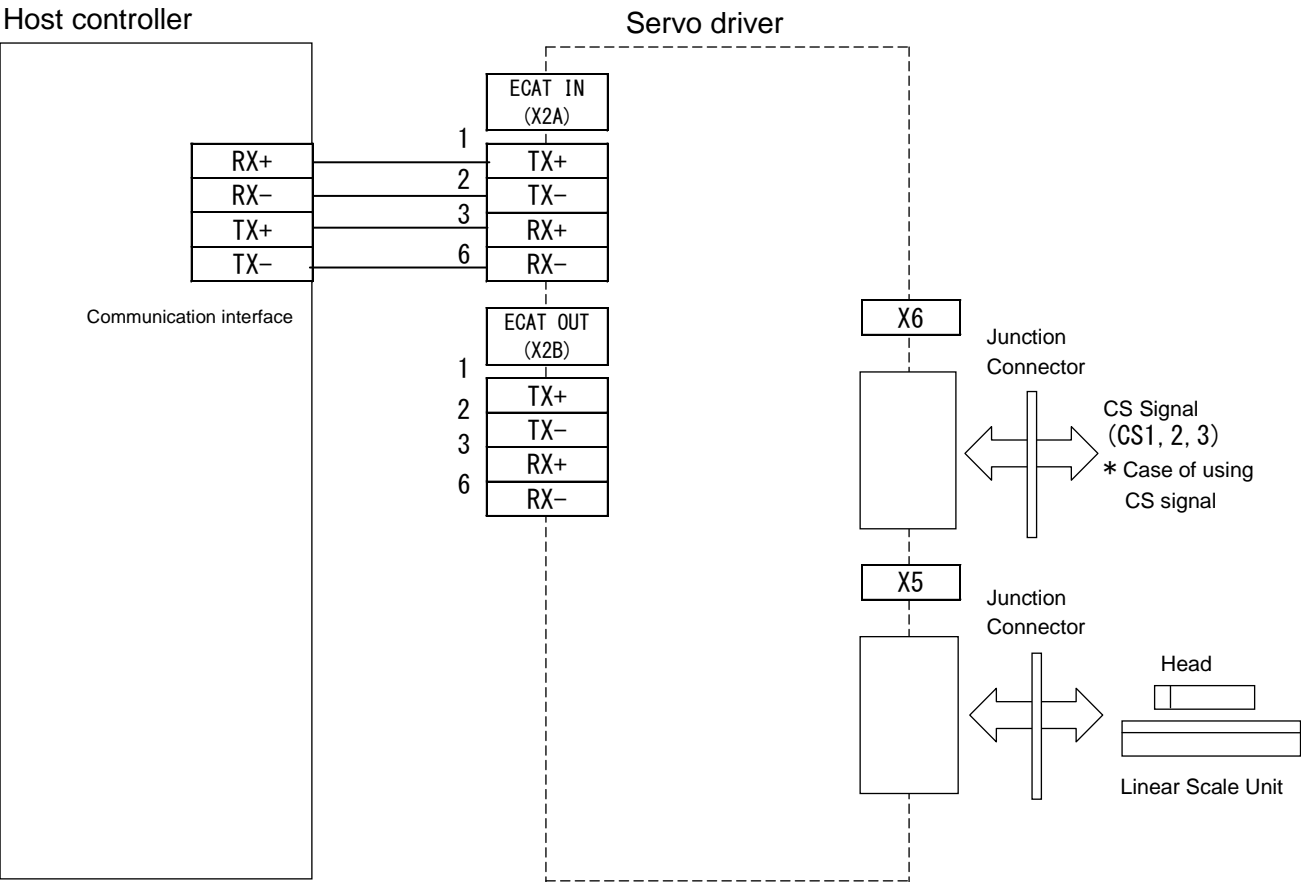 Host controller
Servo driver
ECAT IN
(X2A)
RX+
RX−
TX+
TX−
1
2
3
6
TX+
TX−
RX+
RX−
Communication interface
ECAT OUT
(X2B)
1
2
3
6
TX+
TX−
RX+
RX−
X6
Junction
Connector
CS Signal
(CS1, 2, 3)
* Case of using
CS signal
X5
Junction
Connector
Head
Linear Scale Unit